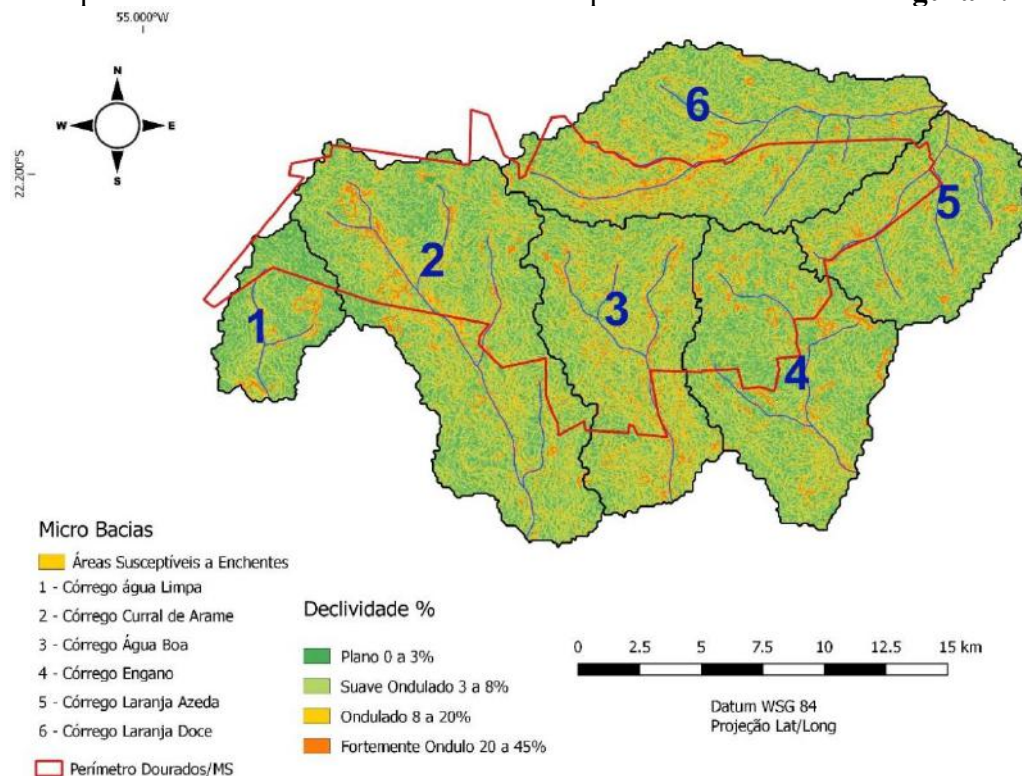 55.000°W
N
W E
S
22.200°S
6
5
2
3
1
4
Micro Bacias
Áreas Susceptíveis a Enchentes
1 - Córrego água Limpa
2 - Córrego Curral de Arame
3 - Córrego Água Boa
4 - Córrego Engano
5 - Córrego Laranja Azeda
6 - Córrego Laranja Doce
Perímetro Dourados/MS
Declividade %
Plano 0 a 3%
Suave Ondulado 3 a 8%
Ondulado 8 a 20%
Fortemente Ondulo 20 a 45%
0 2.5 5 7.5 10 12.5 15 km
Datum WSG 84
Projeção Lat/Long